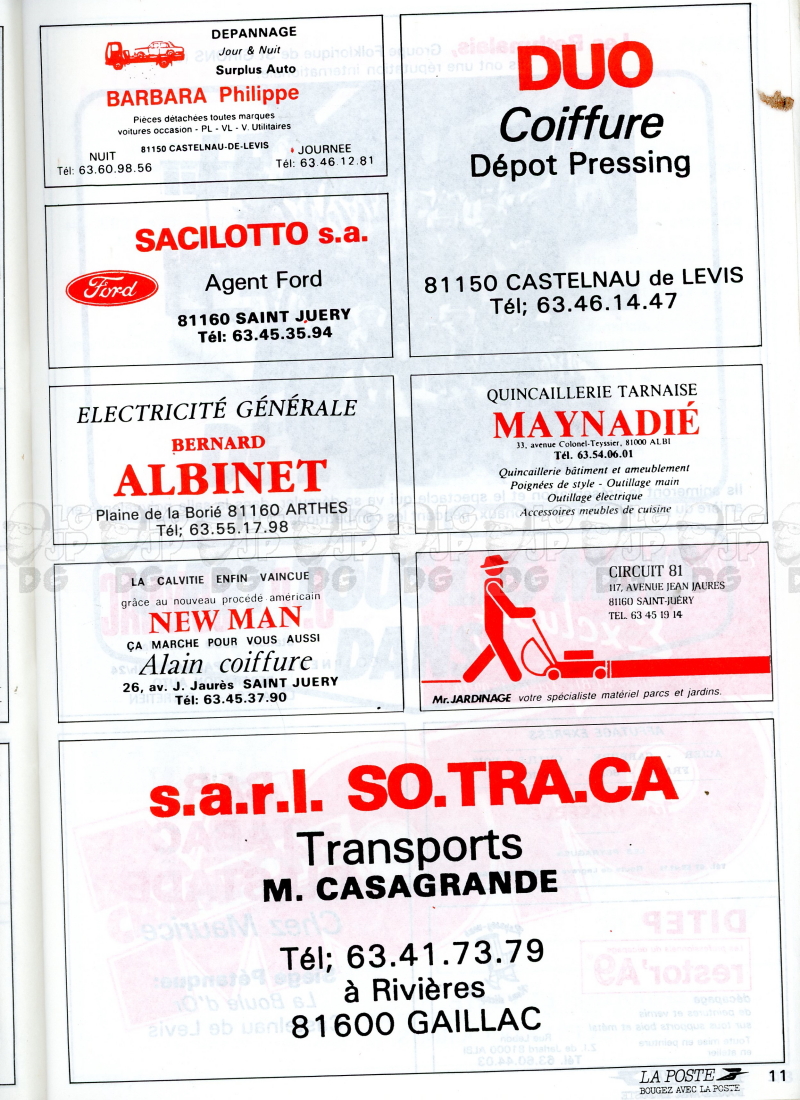 DEPANNAGE
Jour & Nuit
Surplus Auto
BARBARA Philippe
Pièces détachées toutes marques
voitures occasion - PL - VL - V. Utilitaires
81150 CASTELNAU-DE-LEVIS
NUIT
Tél: 63.60.98.56
JOURNEE
Tél: 63.46.12.81
DUO
Coiffure
Dépot Pressing
81150 CASTELNAU de LEVIS
Tél; 63.46.14.47
SACILOTTO s.a.
Ford
Agent Ford
81160 SAINT JUERY
Tél: 63.45.35.94
ELECTRICITÉ GÉNÉRALE
BERNARD
ALBINET
Plaine de la Borié 81160 ARTHES
Tél; 63.55.17.98
QUINCAILLERIE TARNAISE
MAYNADIÉ
33, avenue Colonel-Teyssier, 81000 ALBI
Tél. 63.54.06.01
Quincaillerie bâtiment et ameublement
Poignées de style - Outillage main
Outillage électrique
Accessoires meubles de cuisine
LA CALVITIE ENFIN VAINCUE
grâce au nouveau procédé américain
NEW MAN
ÇA MARCHE POUR VOUS AUSSI
Alain coiffure
26, av. J. Jaurès SAINT JUERY
Tél: 63.45.37.90
CIRCUIT 81
117, AVENUE JEAN JAURES
81160 SAINT-JUÉRY
TEL. 63 45 19 14
Mr. JARDINAGE votre spécialiste matériel parcs et jardins.
s.a.r.l. SO.TRA.CA
Transports
M. CASAGRANDE
Tél; 63.41.73.79
à Rivières
81600 GAILLAC
LA POSTE
BOUGEZ AVEC LA POSTE
11
LG
JP
DG